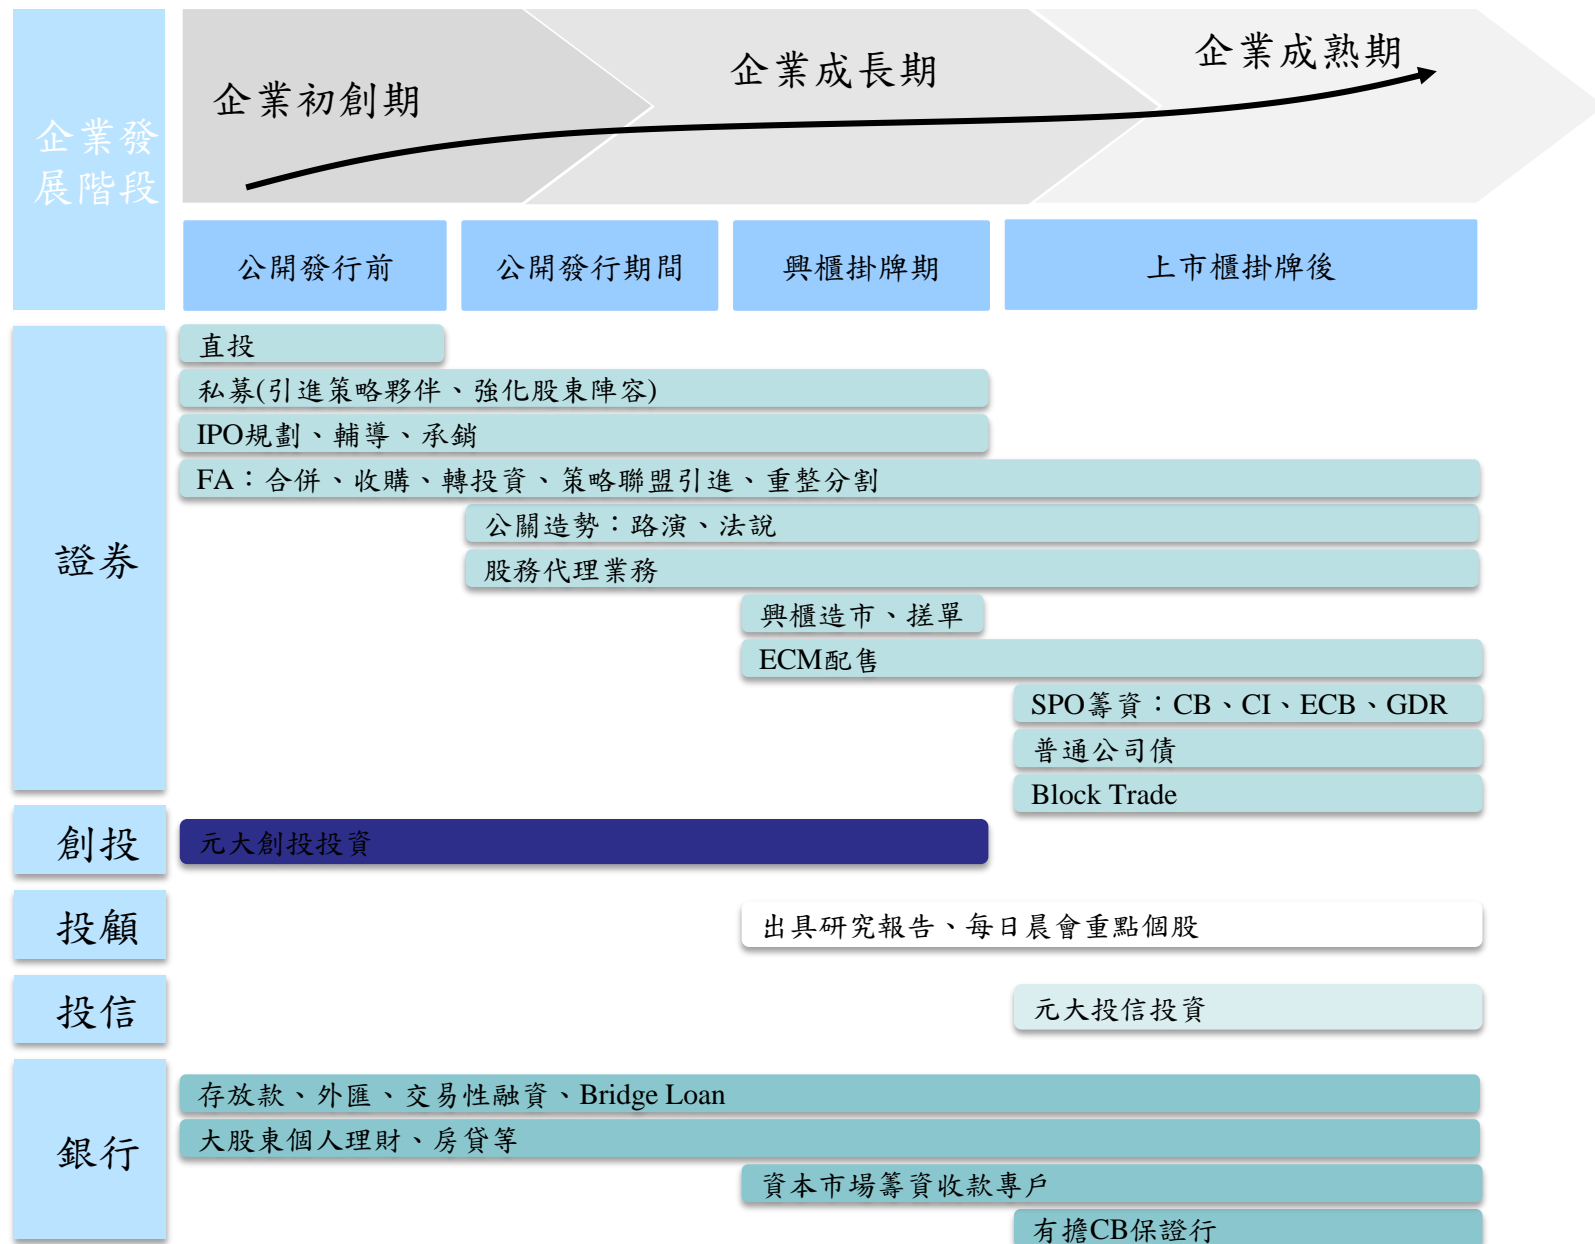 企業發
展階段
企業初創期
企業成長期
企業成熟期
公開發行前
公開發行期間
興櫃掛牌期
上市櫃掛牌後
證券
直投
私募(引進策略夥伴、強化股東陣容)
IPO規劃、輔導、承銷
FA：合併、收購、轉投資、策略聯盟引進、重整分割
公關造勢：路演、法說
股務代理業務
興櫃造市、搓單
ECM配售
SPO籌資：CB、CI、ECB、GDR
普通公司債
Block Trade
創投
元大創投投資
投顧
出具研究報告、每日晨會重點個股
投信
元大投信投資
銀行
存放款、外匯、交易性融資、Bridge Loan
大股東個人理財、房貸等
資本市場籌資收款專戶
有擔CB保證行